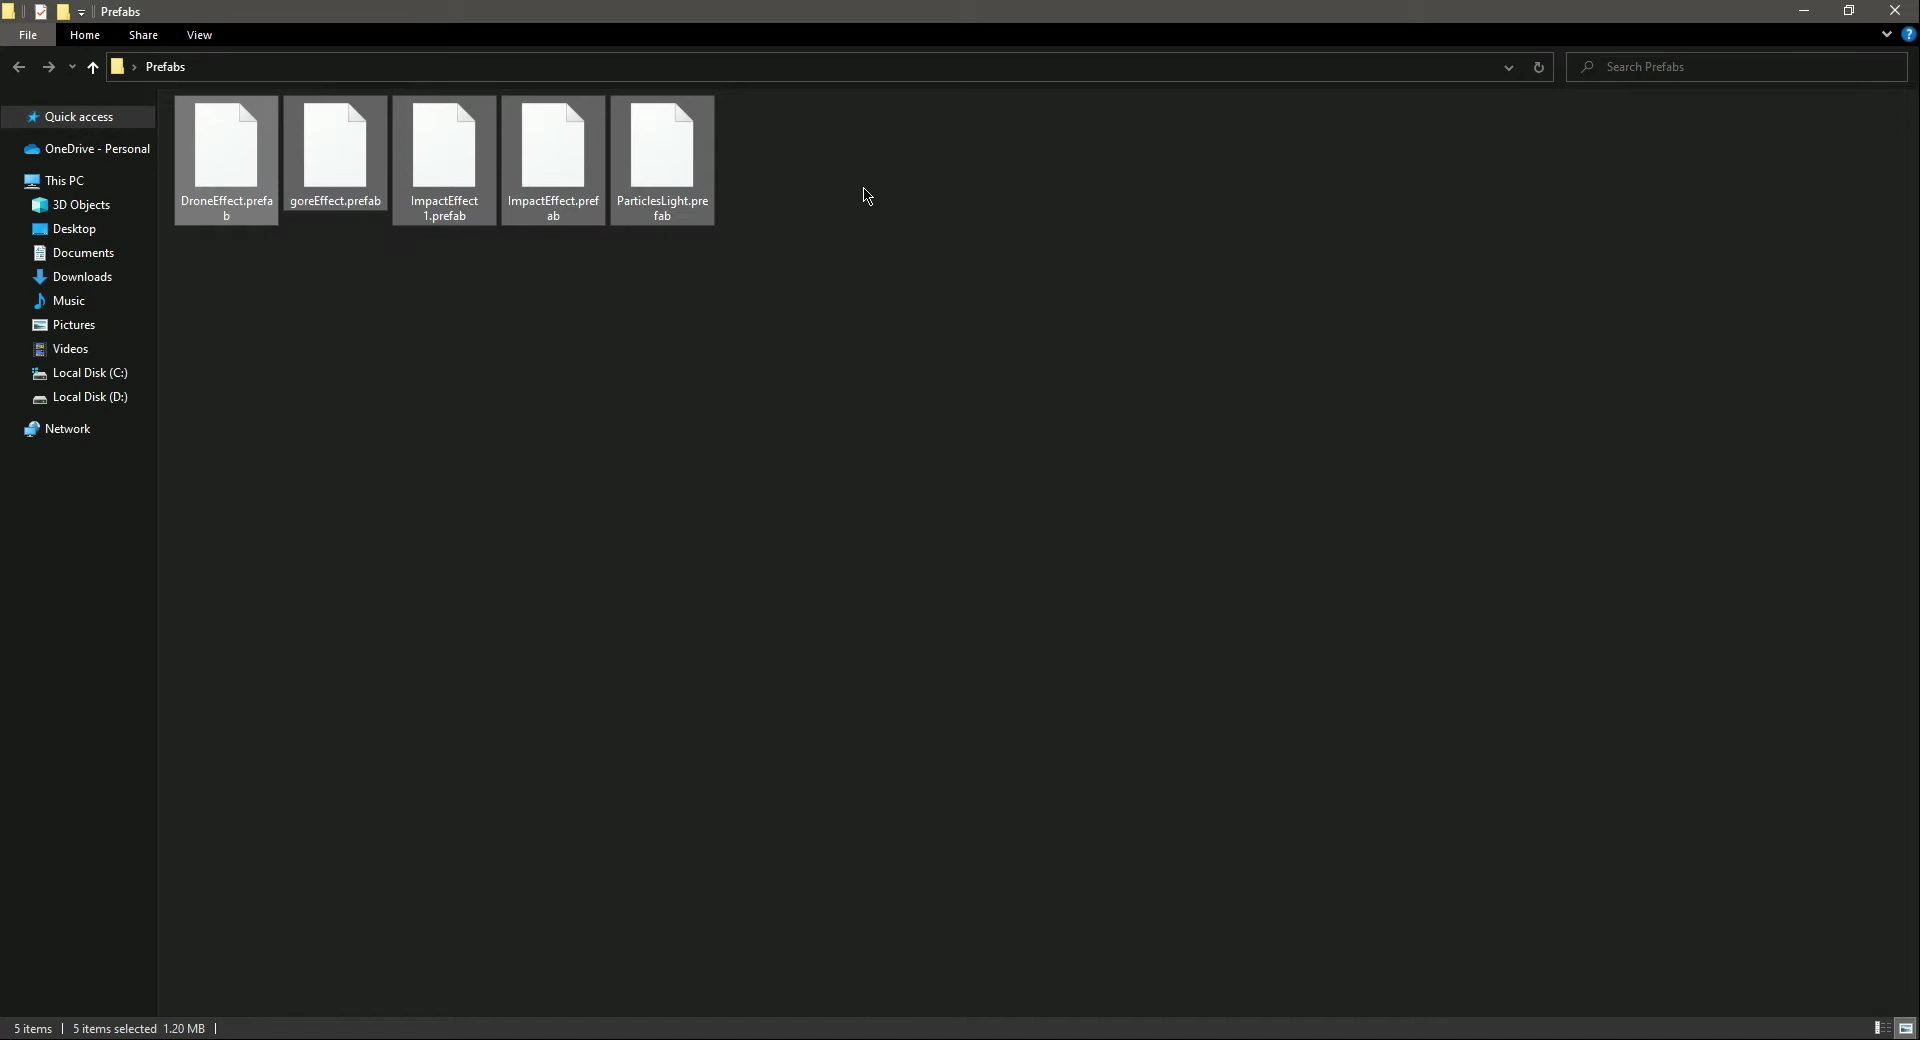 Prefabs
File Home Share View
Prefabs
Search Prefabs
Quick access
OneDrive - Personal
This PC
3D Objects
Desktop
Documents
Downloads
Music
Pictures
Videos
Local Disk (C:)
Local Disk (D:)
Network
DroneEffect.prefa
b
goreEffect.prefab
ImpactEffect
1.prefab
ImpactEffect.pref
ab
ParticlesLight.pre
fab
5 items | 5 items selected 1.20 MB |